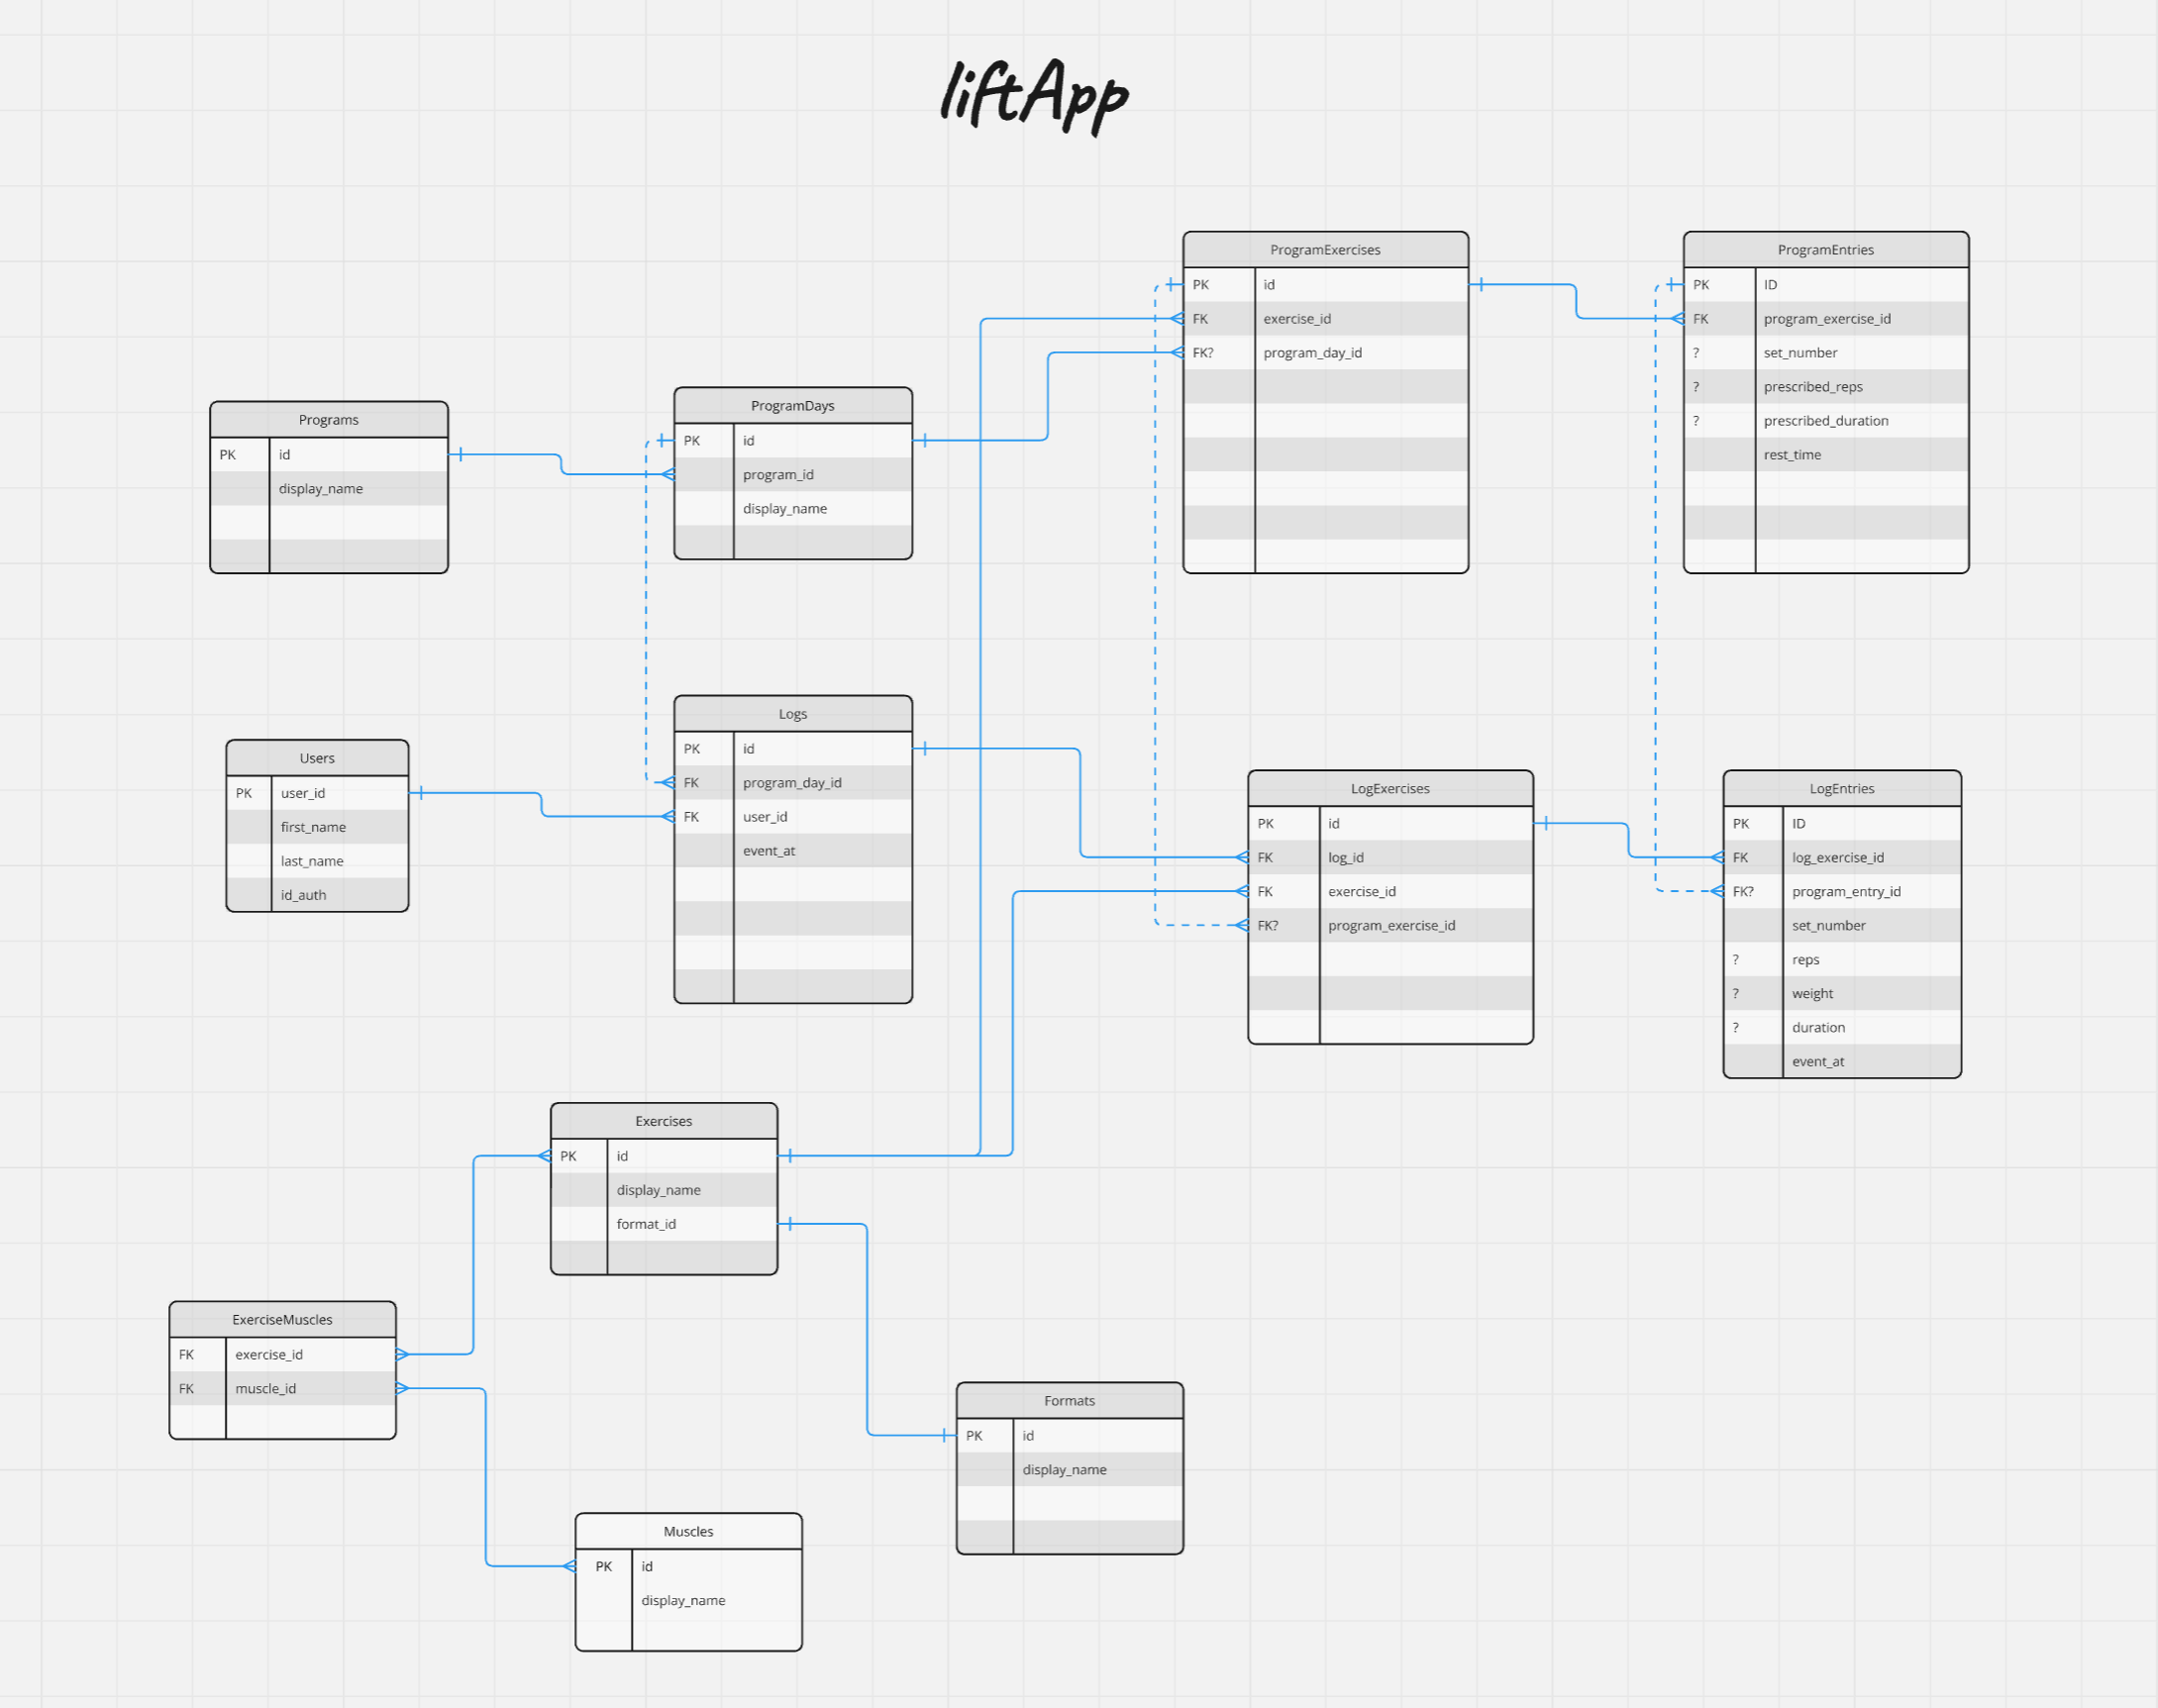 liftApp
ProgramExercises
PK id
FK exercise_id
FK? program_day_id
ProgramEntries
PK ID
FK program_exercise_id
? set_number
? prescribed_reps
? prescribed_duration
rest_time
Programs
PK id
display_name
ProgramDays
PK id
program_id
display_name
Users
PK user_id
first_name
last_name
id_auth
Logs
PK id
FK program_day_id
FK user_id
event_at
LogExercises
PK id
FK log_id
FK exercise_id
FK? program_exercise_id
LogEntries
PK ID
FK log_exercise_id
FK? program_entry_id
set_number
? reps
? weight
? duration
event_at
Exercises
PK id
display_name
format_id
ExerciseMuscles
FK exercise_id
FK muscle_id
Formats
PK id
display_name
Muscles
PK id
display_name